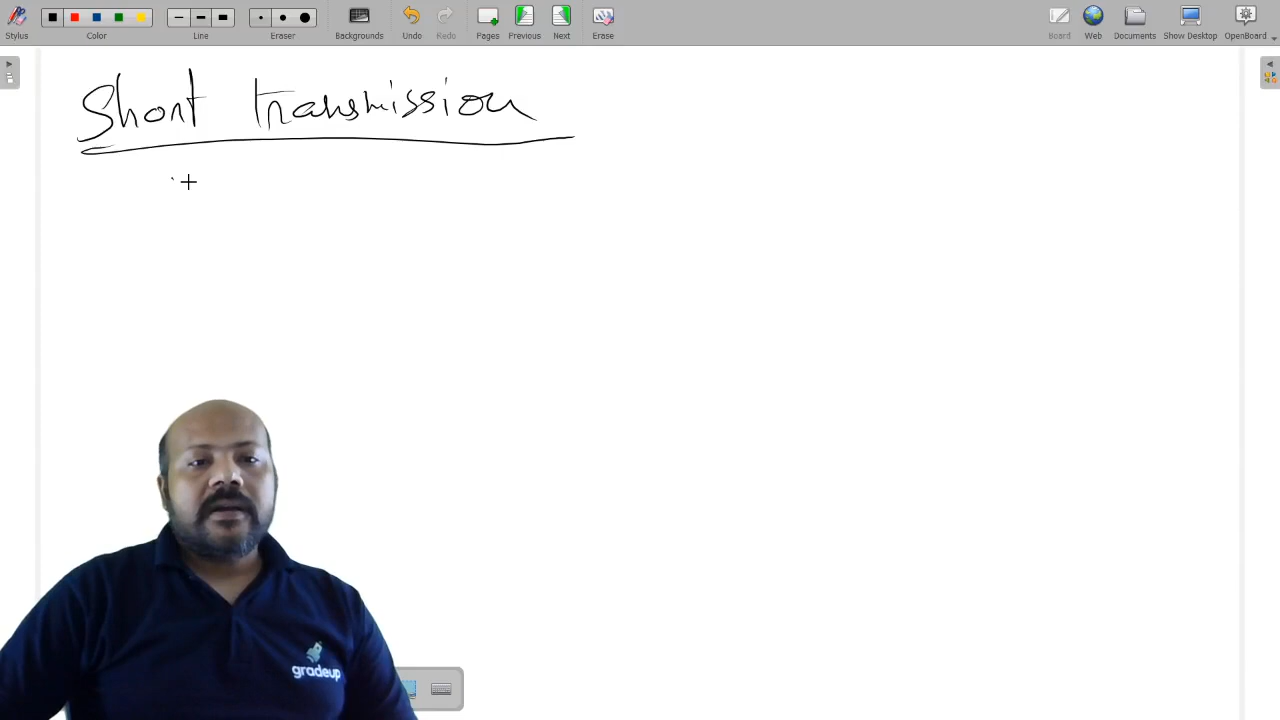 Stylus
Color
Line
Eraser
Backgrounds
Undo
Redo
Pages
Previous
Next
Erase
Board
Web
Documents
Show Desktop
OpenBoard
Short transmission
gradeup